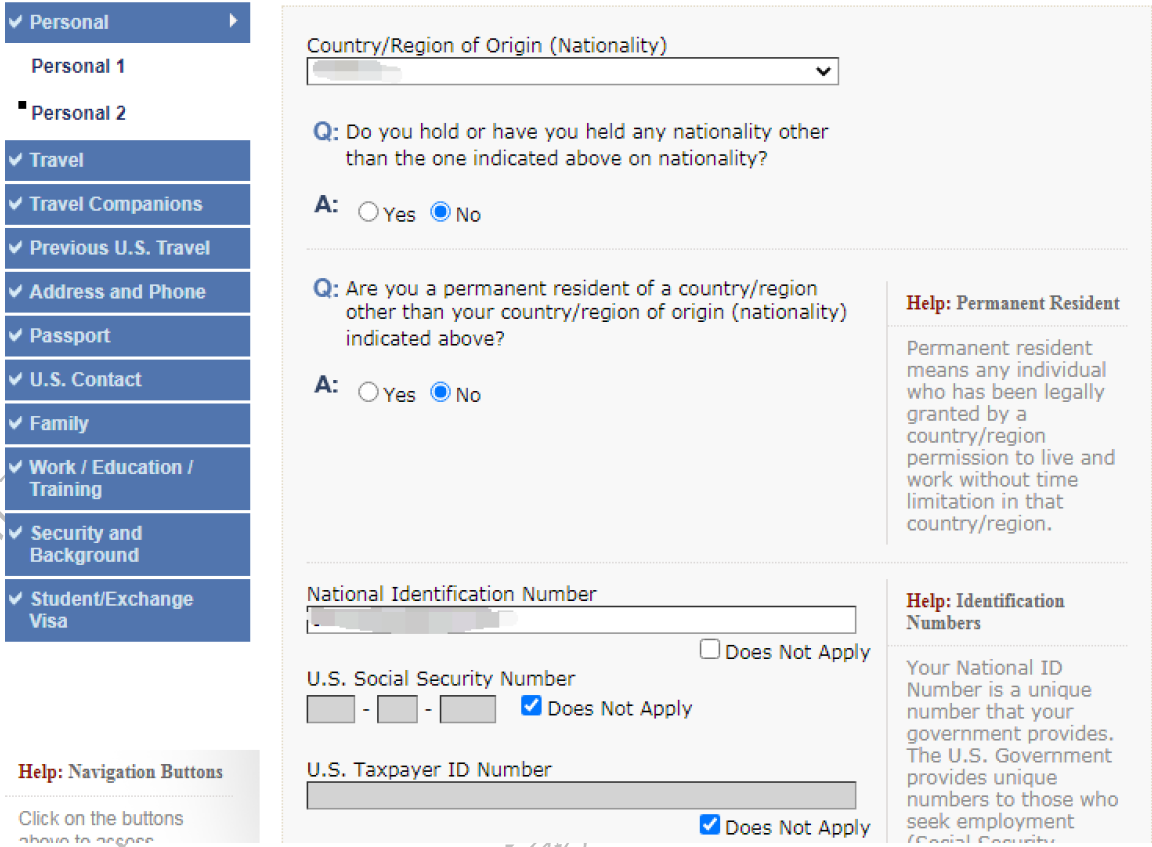 Personal
Personal 1
Personal 2
Travel
Travel Companions
Previous U.S. Travel
Address and Phone
Passport
U.S. Contact
Family
Work / Education /
Training
Security and
Background
Student/Exchange
Visa
Help: Navigation Buttons
Click on the buttons
above to access
Country/Region of Origin (Nationality)
Q: Do you hold or have you held any nationality other
than the one indicated above on nationality?
A: Yes No
Q: Are you a permanent resident of a country/region
other than your country/region of origin (nationality)
indicated above?
A: Yes No
Help: Permanent Resident
Permanent resident
means any individual
who has been legally
granted by a
country/region
permission to live and
work without time
limitation in that
country/region.
National Identification Number
Does Not Apply
U.S. Social Security Number
- - Does Not Apply
U.S. Taxpayer ID Number
Does Not Apply
Help: Identification
Numbers
Your National ID
Number is a unique
number that your
government provides.
The U.S. Government
provides unique
numbers to those who
seek employment
(Social Security